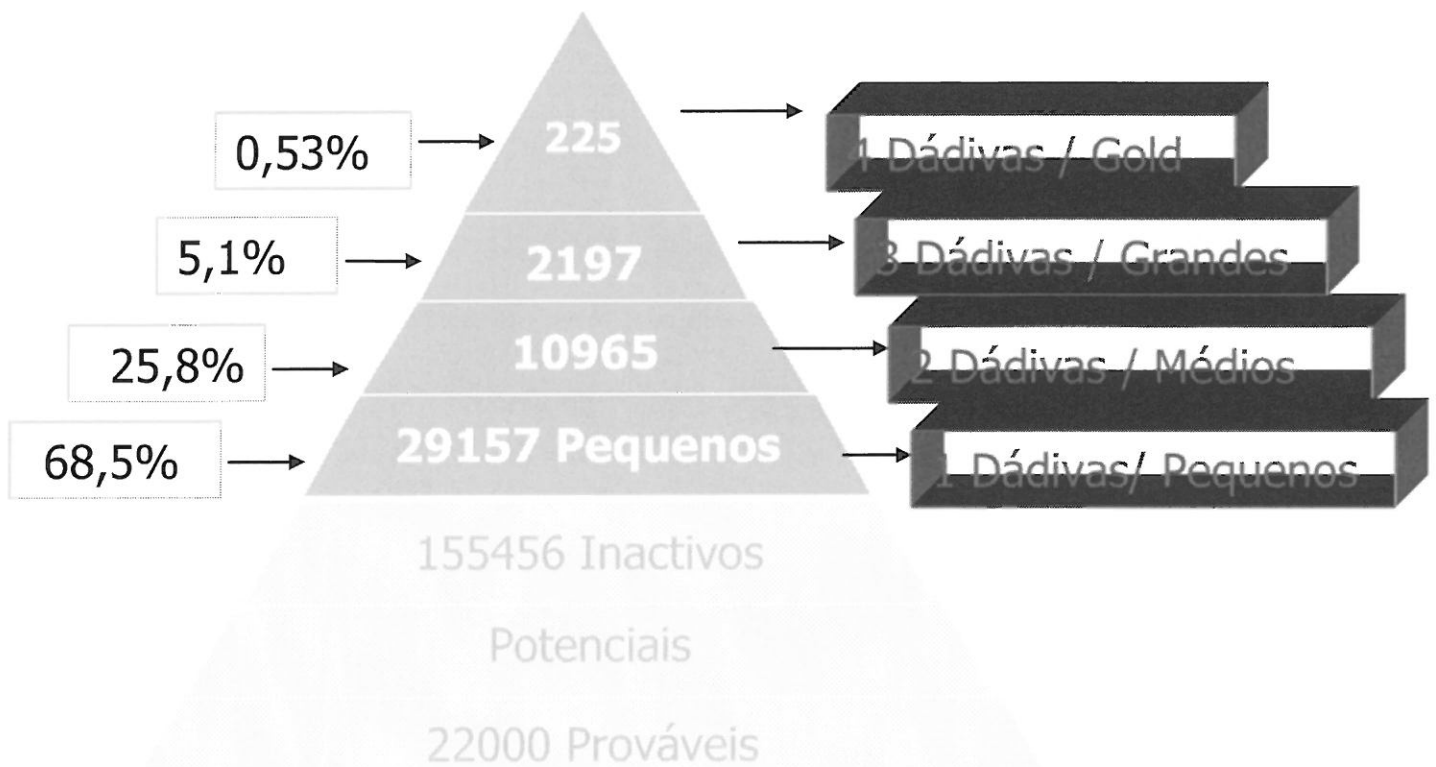 0,53%
225
4 Dádivas / Gold
5,1%
2197
3 Dádivas / Grandes
25,8%
10965
2 Dádivas / Médios
68,5%
29157 Pequenos
1 Dádivas/ Pequenos
155456 Inactivos
Potenciais
22000 Prováveis